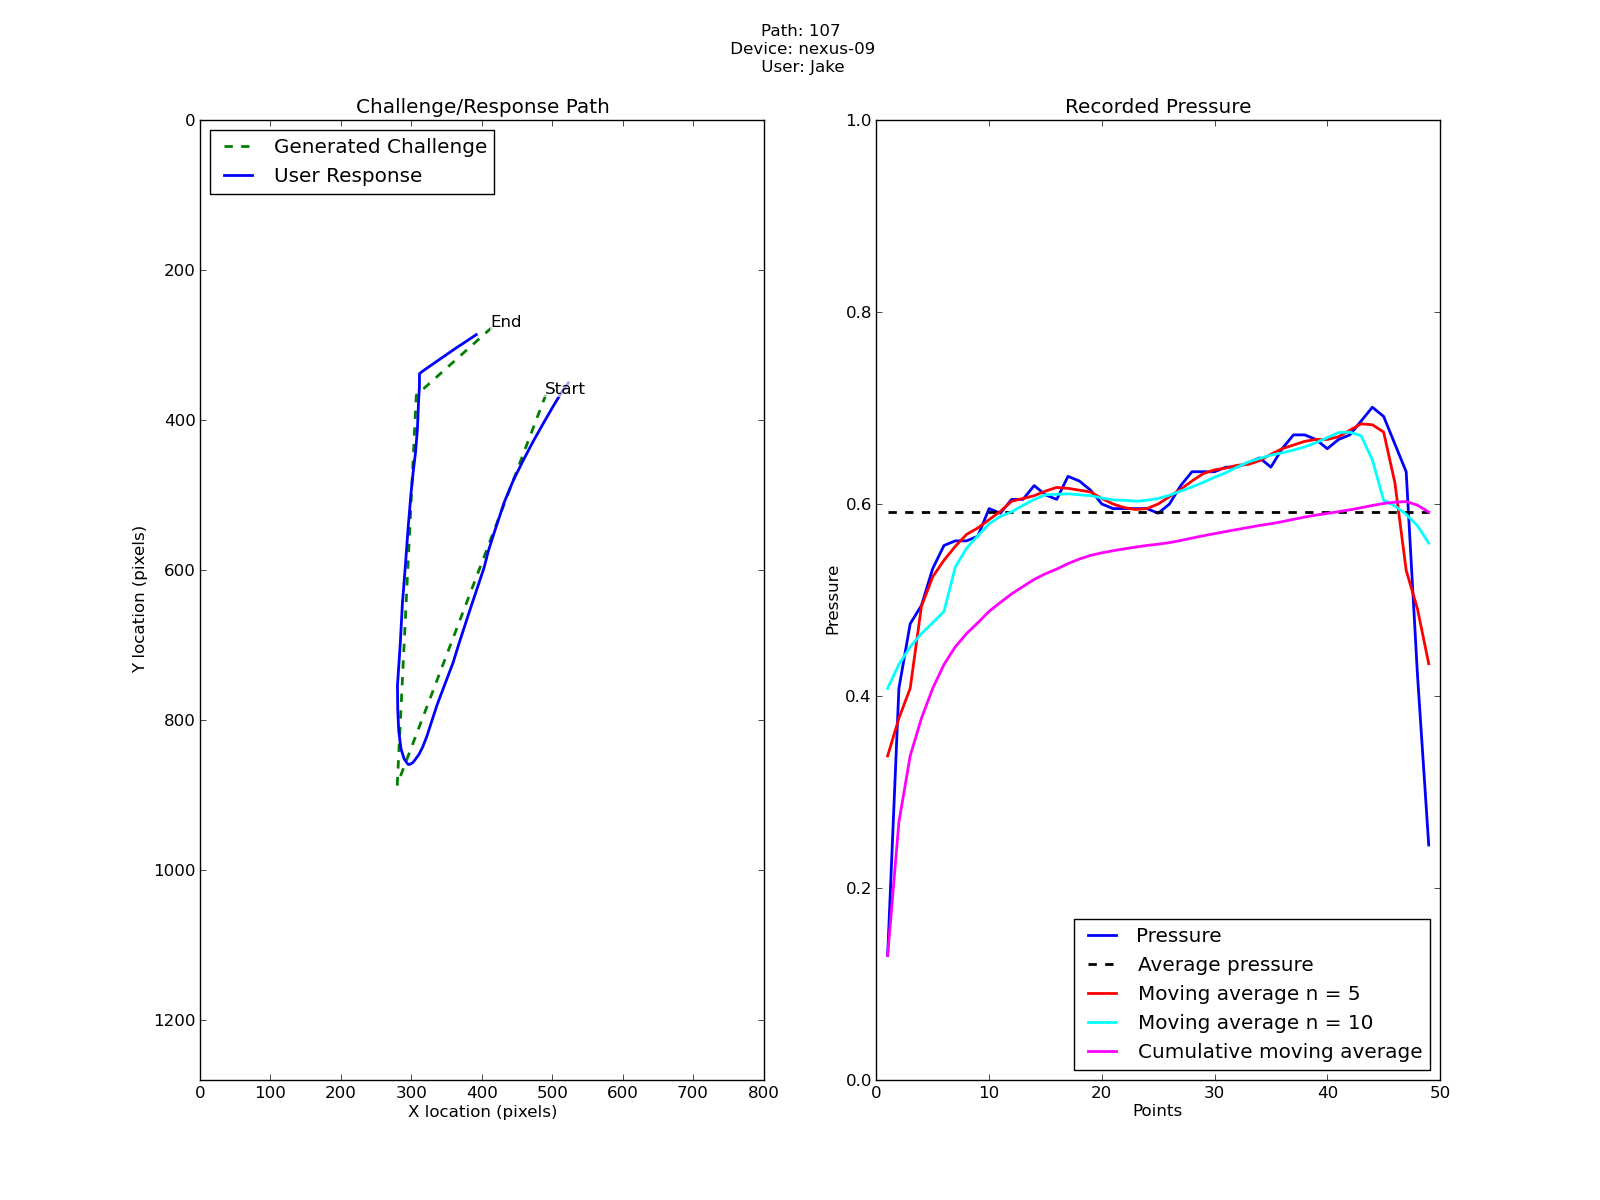 Path: 107
Device: nexus-09
User: Jake
Challenge/Response Path
Generated Challenge
User Response
End
Start
0
200
400
600
800
1000
1200
Y location (pixels)
0 100 200 300 400 500 600 700 800
X location (pixels)
Recorded Pressure
1.0
0.8
0.6
0.4
0.2
0.0
Pressure
Pressure
Average pressure
Moving average n = 5
Moving average n = 10
Cumulative moving average
0 10 20 30 40 50
Points